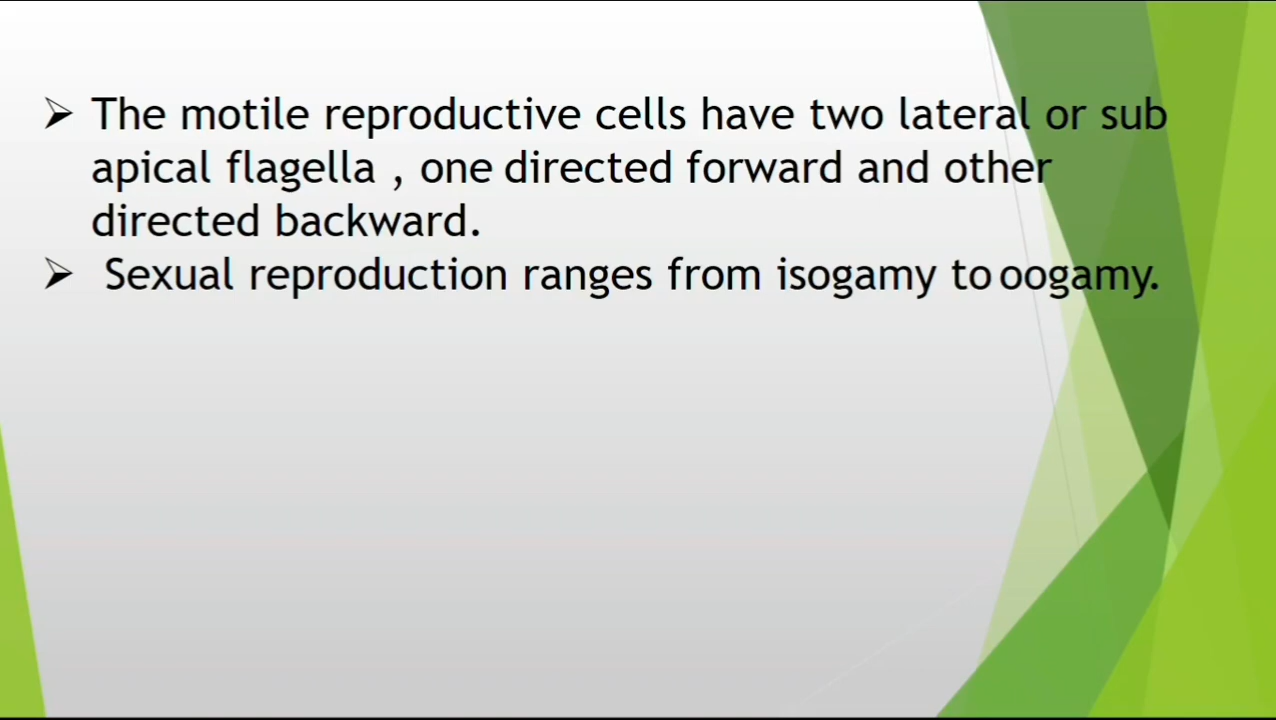 ➢ The motile reproductive cells have two lateral or sub
apical flagella , one directed forward and other
directed backward.
➢ Sexual reproduction ranges from isogamy to oogamy.